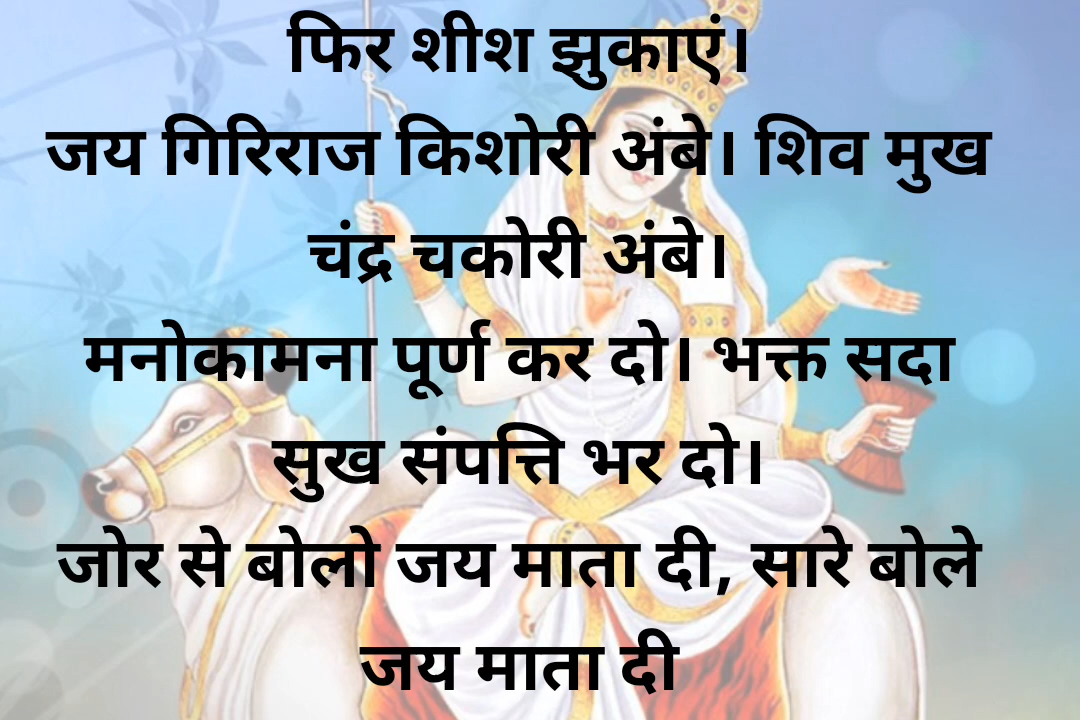 फिर शीश झुकाएं।
जय गिरिराज किशोरी अंबे। शिव मुख
चंद्र चकोरी अंबे।
मनोकामना पूर्ण कर दो। भक्त सदा
सुख संपत्ति भर दो।
जोर से बोलो जय माता दी, सारे बोले
जय माता दी